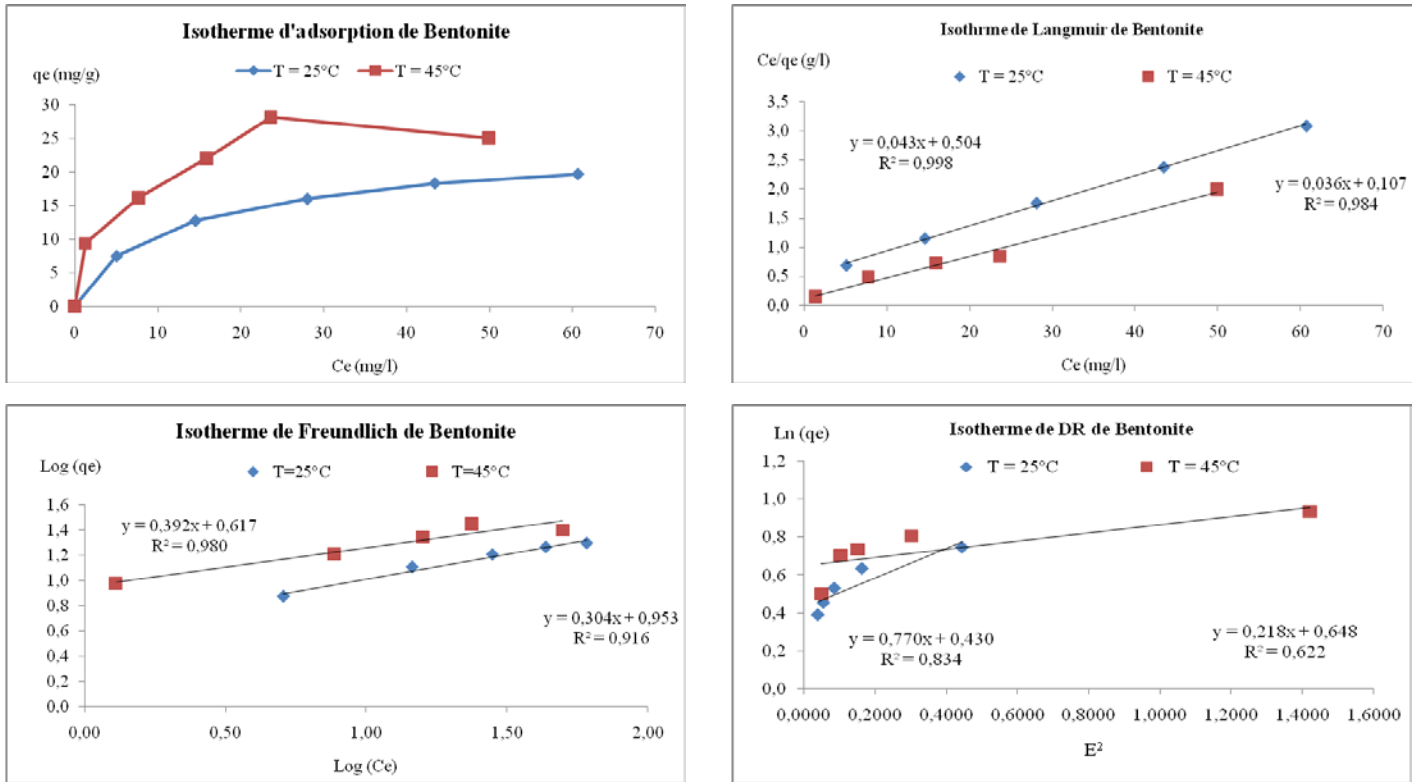 Isotherme d'adsorption de Bentonite
qe (mg/g)
T = 25°C
T = 45°C
30
25
20
15
10
5
0
0 10 20 30 40 50 60 70
Ce (mg/l)
Isothrme de Langmuir de Bentonite
Ce/qe (g/l)
T = 25°C
T = 45°C
3,5
3,0
2,5
2,0
1,5
1,0
0,5
0,0
y = 0,043x + 0,504
R² = 0,998
y = 0,036x + 0,107
R² = 0,984
0 10 20 30 40 50 60 70
Ce (mg/l)
Isotherme de Freundlich de Bentonite
Log (qe)
T=25°C
T=45°C
1,6
1,4
1,2
1,0
0,8
0,6
0,4
0,2
0,0
y = 0,392x + 0,617
R² = 0,980
y = 0,304x + 0,953
R² = 0,916
0,00 0,50 1,00 1,50 2,00
Log (Ce)
Isotherme de DR de Bentonite
Ln (qe)
T = 25°C
T = 45°C
1,2
1,0
0,8
0,6
0,4
0,2
0,0
y = 0,770x + 0,430
R² = 0,834
y = 0,218x + 0,648
R² = 0,622
0,0000 0,2000 0,4000 0,6000 0,8000 1,0000 1,2000 1,4000 1,6000
E²